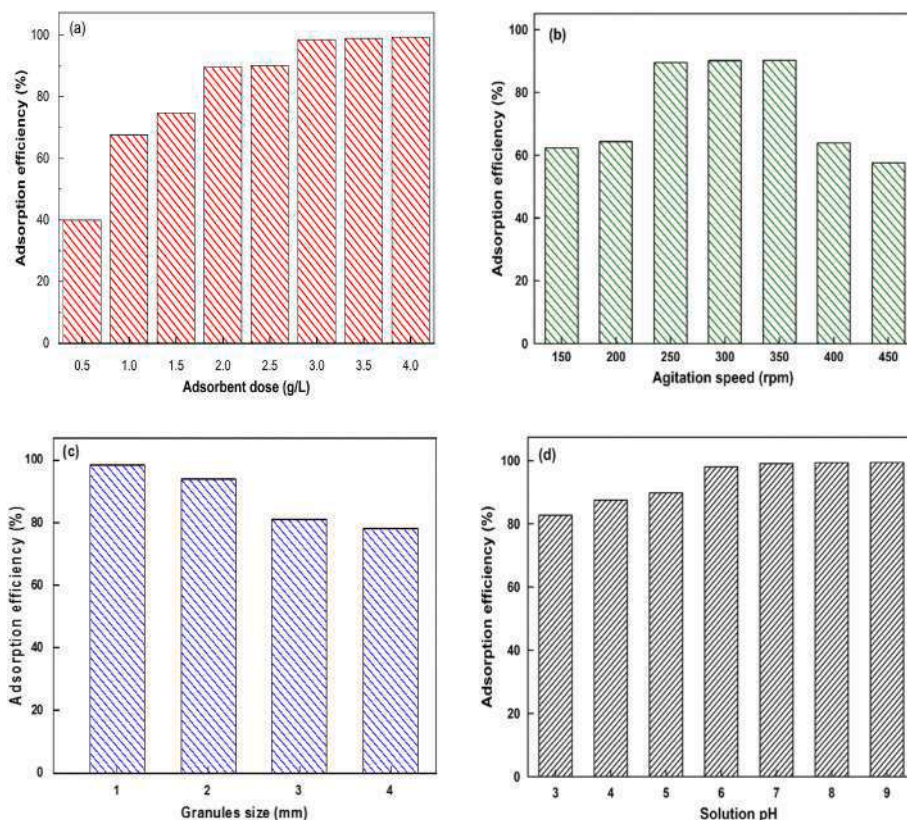 (a)
Adsorption efficiency (%)
100
80
60
40
20
0
0.5 1.0 1.5 2.0 2.5 3.0 3.5 4.0
Adsorbent dose (g/L)
(b)
Adsorption efficiency (%)
100
80
60
40
20
0
150 200 250 300 350 400 450
Agitation speed (rpm)
(c)
Adsorption efficiency (%)
100
80
60
40
20
0
1 2 3 4
Granules size (mm)
(d)
Adsorption efficiency (%)
100
80
60
40
20
0
3 4 5 6 7 8 9
Solution pH